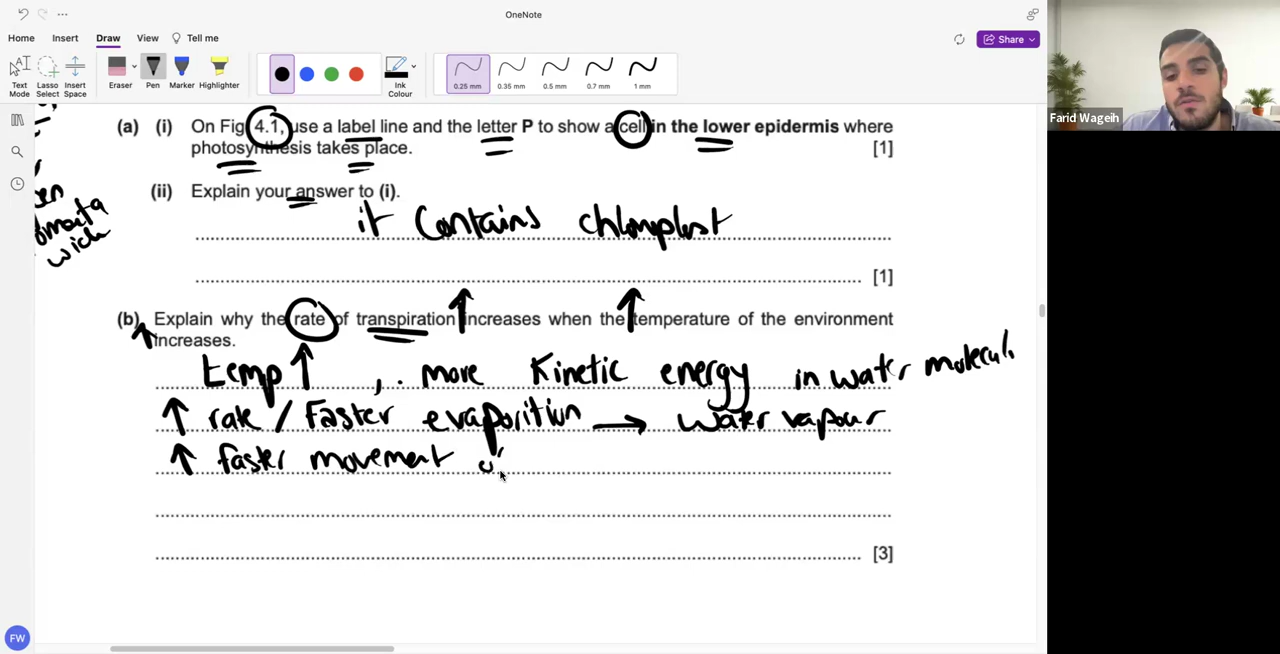 OneNote
Home Insert Draw View Tell me
Share
Text Mode Lasso Select Insert Space Eraser Pen Marker Highlighter Ink Colour 0.25 mm 0.35 mm 0.5 mm 0.7 mm 1 mm
Farid Wageih
(a) (i) On Fig 4.1, use a label line and the letter P to show a cell in the lower epidermis where
photosynthesis takes place. [1]
(ii) Explain your answer to (i).
wich
it contains chloroplast
[1]
(b) Explain why the rate of transpiration increases when the temperature of the environment
increases.
temp ↑ , . more Kinetic energy in water molecul
↑ rate / Faster evaporition → water vapour
↑ faster movement
[3]
FW